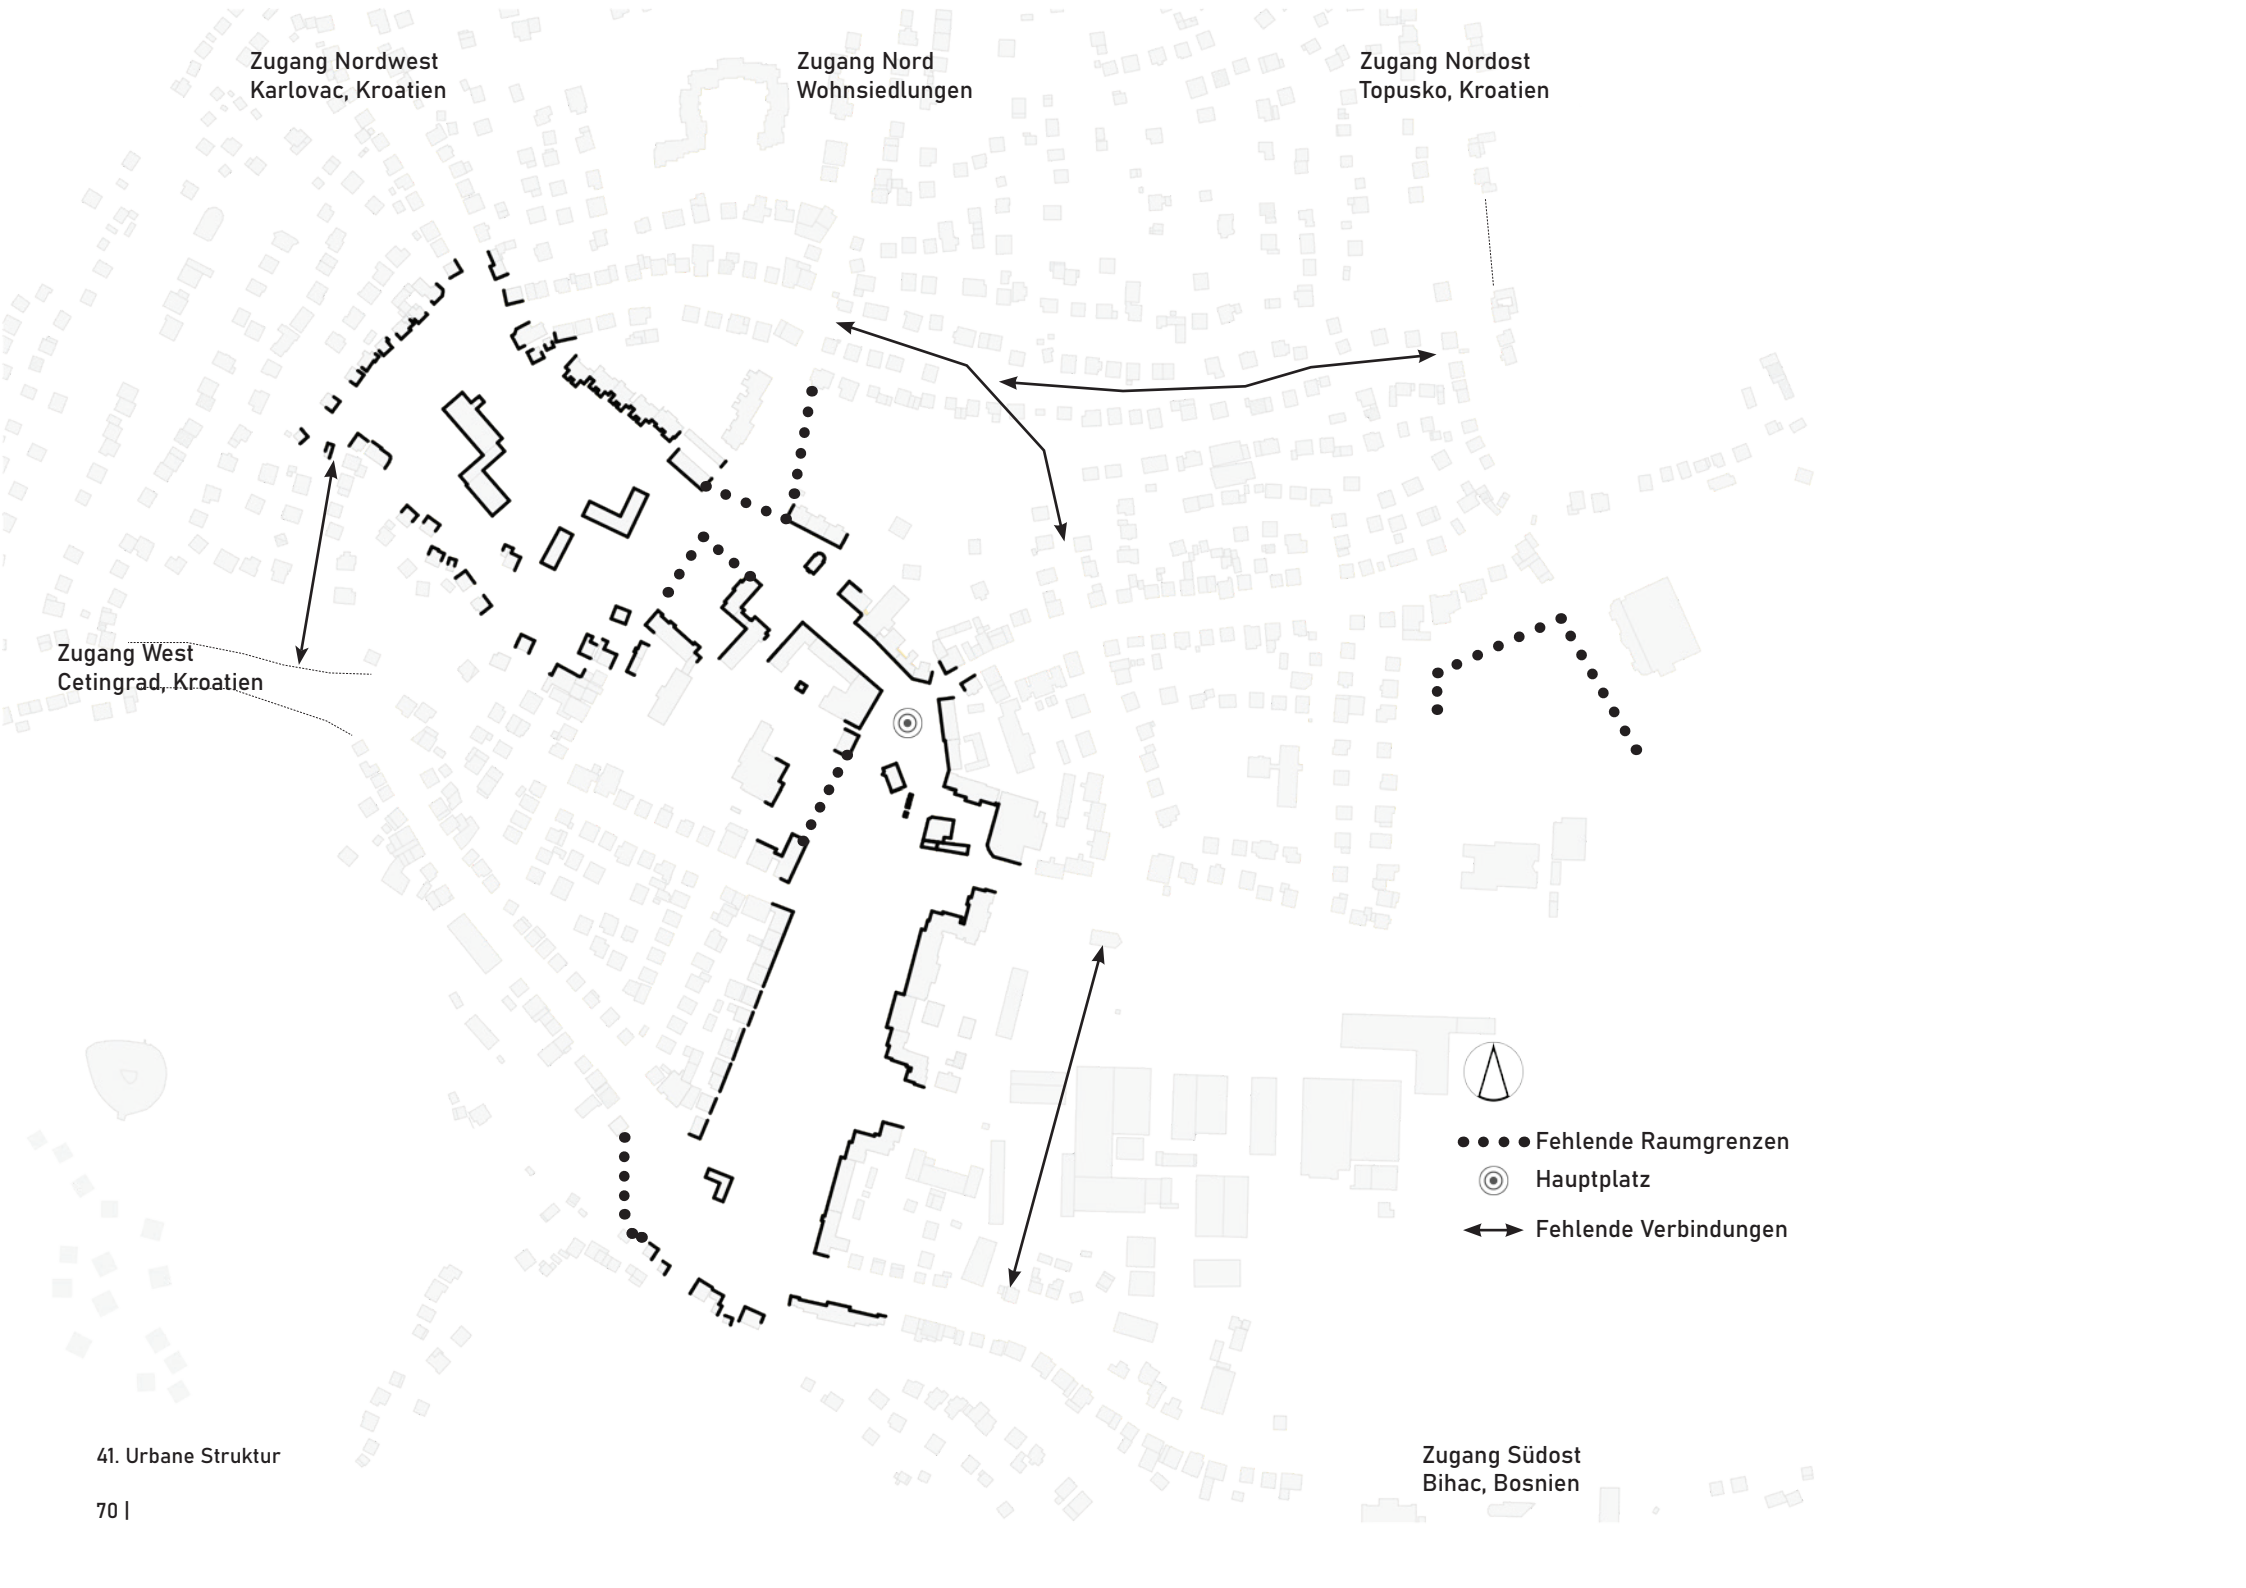 Zugang Nordwest
Karlovac, Kroatien
Zugang Nord
Wohnsiedlungen
Zugang Nordost
Topusko, Kroatien
Zugang West
Cetingrad, Kroatien
Fehlende Raumgrenzen
Hauptplatz
Fehlende Verbindungen
Zugang Südost
Bihac, Bosnien
41. Urbane Struktur
70 |